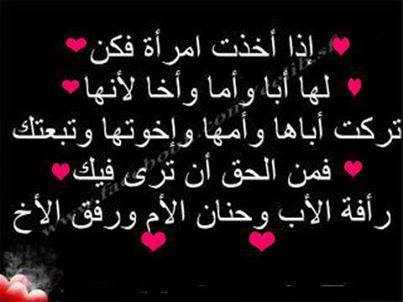 إذا أخذت امرأة فكن
لها أبا وأما وأخا لأنها
تركت أباها وأمها وإخوتها وتبعتك
فمن الحق أن ترى فيك
رأفة الأب وحنان الأم ورفق الأخ